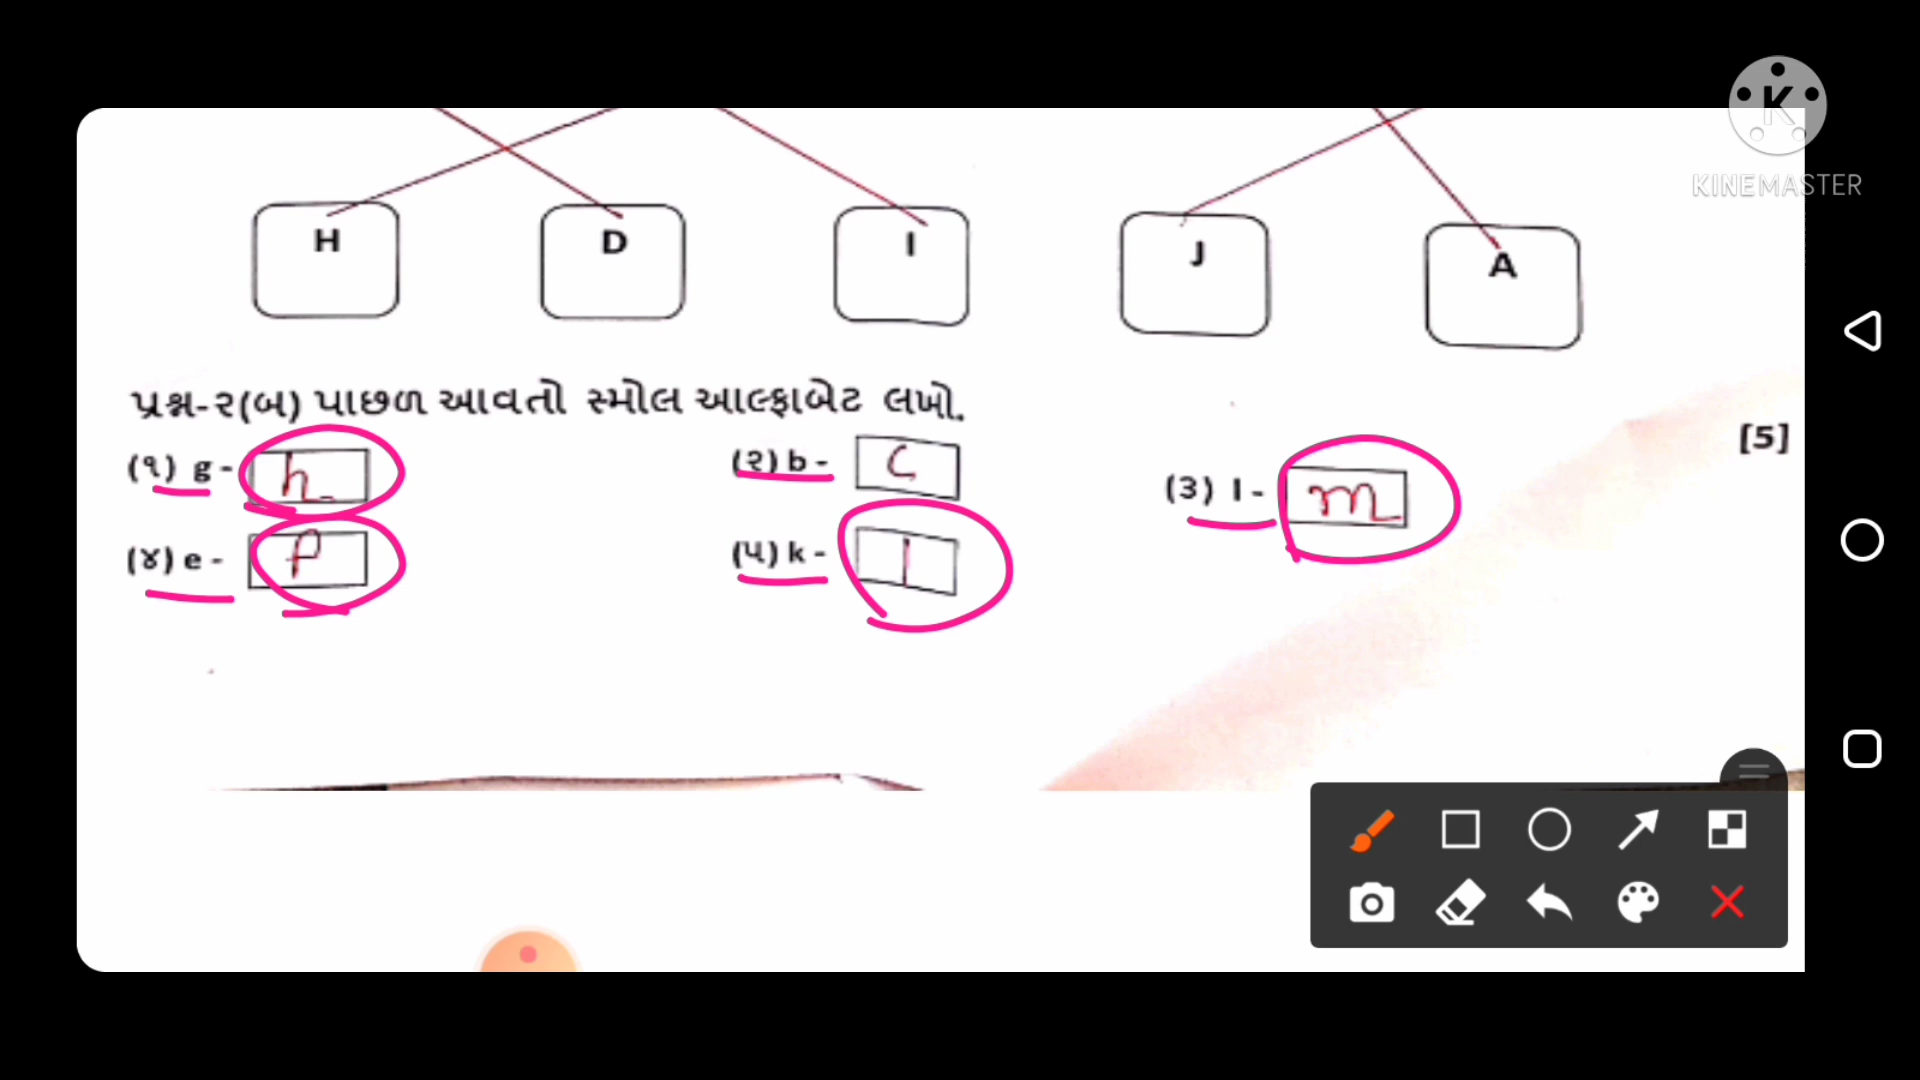 K
KINEMASTER
H D I J A
પ્રશ્ન-૨(બ) પાછળ આવતો સ્મોલ આલ્ફાબેટ લખો. [5]
(૧) g - h (૨) b - c (3) l - m
(૪) e - f (૫) k - l